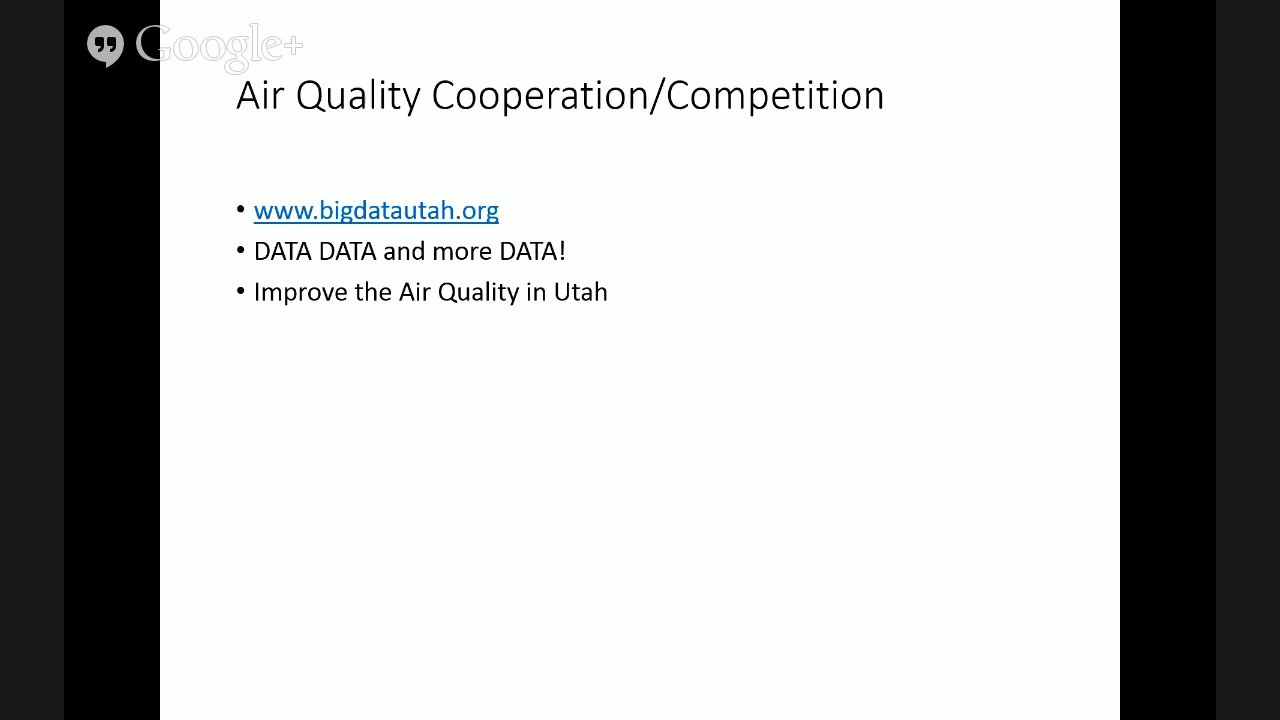 Google+
Air Quality Cooperation/Competition
• www.bigdatautah.org
• DATA DATA and more DATA!
• Improve the Air Quality in Utah